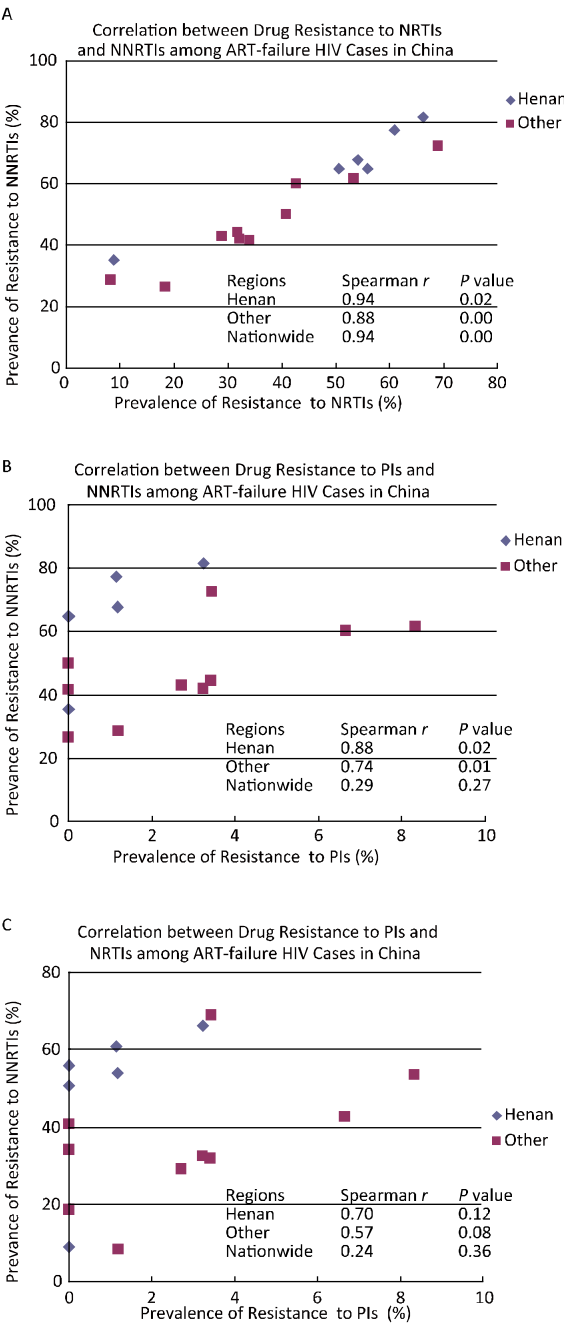 A
Correlation between Drug Resistance to NRTIs
and NNRTIs among ART-failure HIV Cases in China
Prevance of Resistance to NNRTIs (%)
100
80
60
40
20
0
0 10 20 30 40 50 60 70 80
Prevalence of Resistance to NRTIs (%)
Henan
Other
Regions Spearman r P value
Henan 0.94 0.02
Other 0.88 0.00
Nationwide 0.94 0.00
B
Correlation between Drug Resistance to PIs and
NNRTIs among ART-failure HIV Cases in China
Prevance of Resistance to NNRTIs (%)
100
80
60
40
20
0
0 2 4 6 8 10
Prevalence of Resistance to PIs (%)
Henan
Other
Regions Spearman r P value
Henan 0.88 0.02
Other 0.74 0.01
Nationwide 0.29 0.27
C
Correlation between Drug Resistance to PIs and
NRTIs among ART-failure HIV Cases in China
Prevance of Resistance to NNRTIs (%)
80
60
40
20
0
0 2 4 6 8 10
Prevalence of Resistance to PIs (%)
Henan
Other
Regions Spearman r P value
Henan 0.70 0.12
Other 0.57 0.08
Nationwide 0.24 0.36